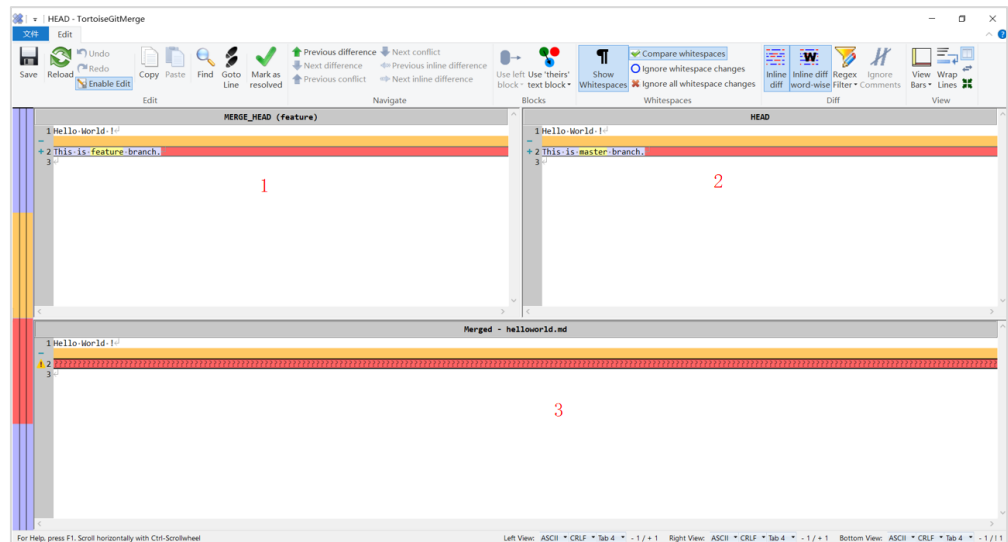 HEAD - TortoiseGitMerge
文件 Edit
Save
Reload
Undo
Redo
Enable Edit
Copy Paste
Find
Goto Line
Mark as resolved
Edit
Previous difference Next conflict
Next difference Previous inline difference
Previous conflict Next inline difference
Navigate
Use left block
Use 'theirs' text block
Blocks
Show Whitespaces
Compare whitespaces
Ignore whitespace changes
Ignore all whitespace changes
Whitespaces
Inline diff
Inline diff word-wise
Regex Filter
Ignore Comments
Diff
View Bars
Wrap Lines
View
MERGE_HEAD (feature)
1 Hello·World·!
2 This·is·feature·branch.
3
1
HEAD
1 Hello·World·!
2 This·is·master·branch.
3
2
Merged - helloworld.md
1 Hello·World·!
2
3
3
For Help, press F1. Scroll horizontally with Ctrl-Scrollwheel
Left View: ASCII CRLF Tab 4 - 1 / + 1 Right View: ASCII CRLF Tab 4 - 1 / + 1 Bottom View: ASCII CRLF Tab 4 - 1 / ! 1